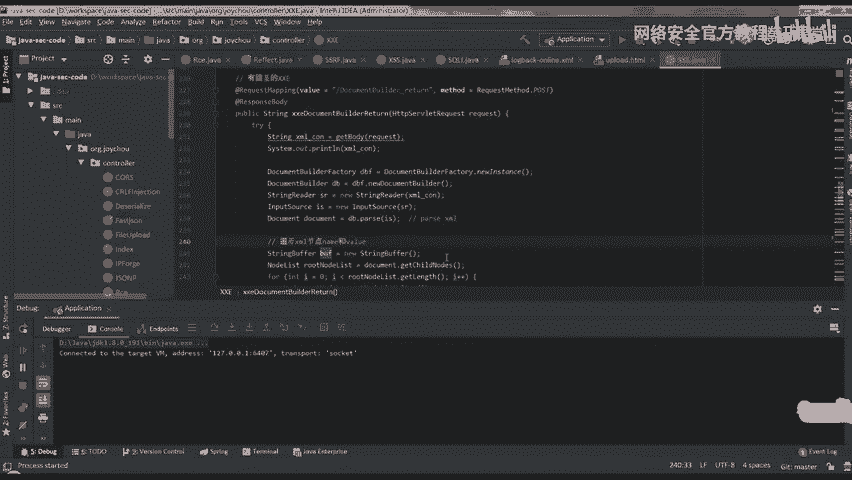 java-sec-code [D:\workspace\java-sec-code] - ...\src\main\java\org\joychou\controller\XXE.java - IntelliJ IDEA (Administrator)
File Edit View Navigate Code Analyze Refactor Build Run Tools VCS Window Help
网络安全官方教程
java-sec-code src main java org joychou controller XXE Application
Project Rce.java Reflect.java SSRF.java XSS.java SQLI.java logback-online.xml upload.html
java-sec-code
src
main
java
org.joychou
controller
CORS
CRLFInjection
Deserialize
Fastjson
FileUpload
Index
IPForge
JSONP
Rce
// 有回显的XXE
@RequestMapping(value = "/DocumentBuilder_return", method = RequestMethod.POST)
@ResponseBody
public String xxeDocumentBuilderReturn(HttpServletRequest request) {
try {
String xml_con = getBody(request);
System.out.println(xml_con);
DocumentBuilderFactory dbf = DocumentBuilderFactory.newInstance();
DocumentBuilder db = dbf.newDocumentBuilder();
StringReader sr = new StringReader(xml_con);
InputSource is = new InputSource(sr);
Document document = db.parse(is); // parse xml
240 // 遍历xml节点name和value
StringBuffer buf = new StringBuffer();
NodeList rootNodeList = document.getChildNodes();
for (int i = 0; i < rootNodeList.getLength(); i++) {
XXE › xxeDocumentBuilderReturn()
Debug: Application
Debugger Console Endpoints
D:\Java\jdk1.8.0_191\bin\java.exe ...
Connected to the target VM, address: '127.0.0.1:6407', transport: 'socket'
5: Debug 6: TODO 9: Version Control Spring Terminal Java Enterprise Event Log
Process started 240:33 LF UTF-8 4 spaces Git: master
1: Project
7: Structure
Web
2: Favorites